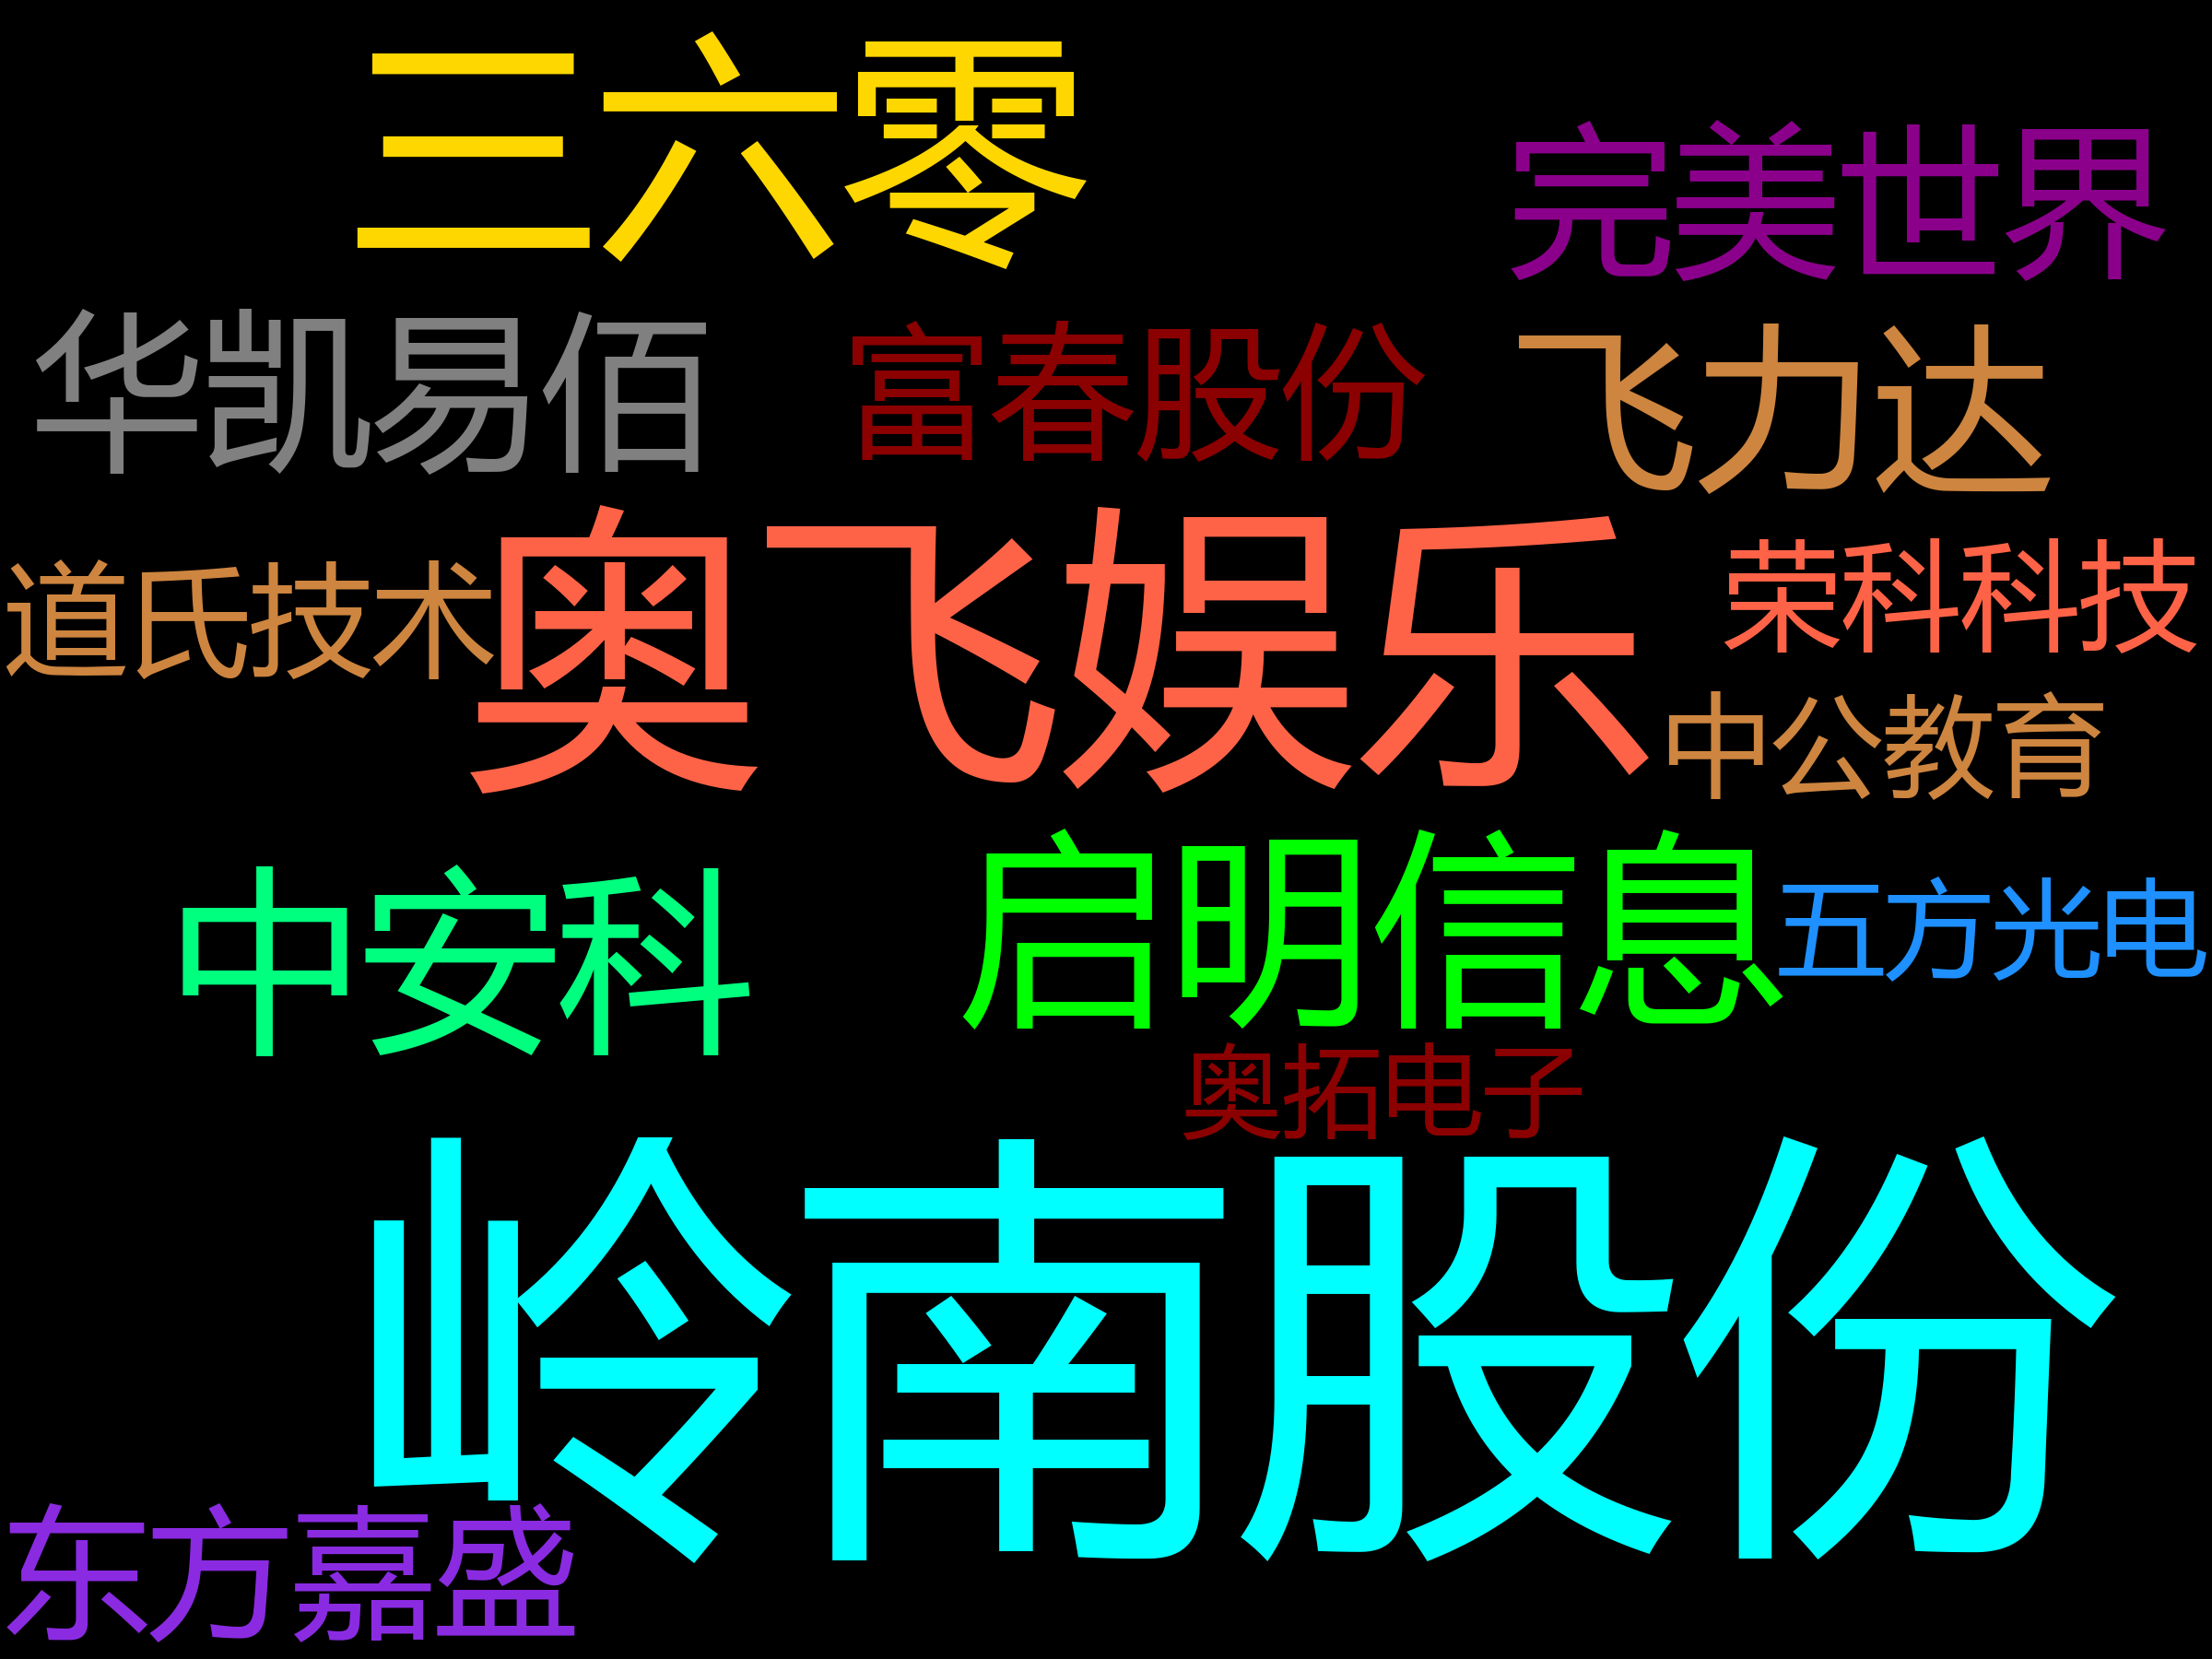 三六零
完美世界
华凯易佰
富春股份
飞力达
道氏技术
奥飞娱乐
荣科科技
中公教育
中安科
启明信息
五方光电
奥拓电子
岭南股份
东方嘉盛